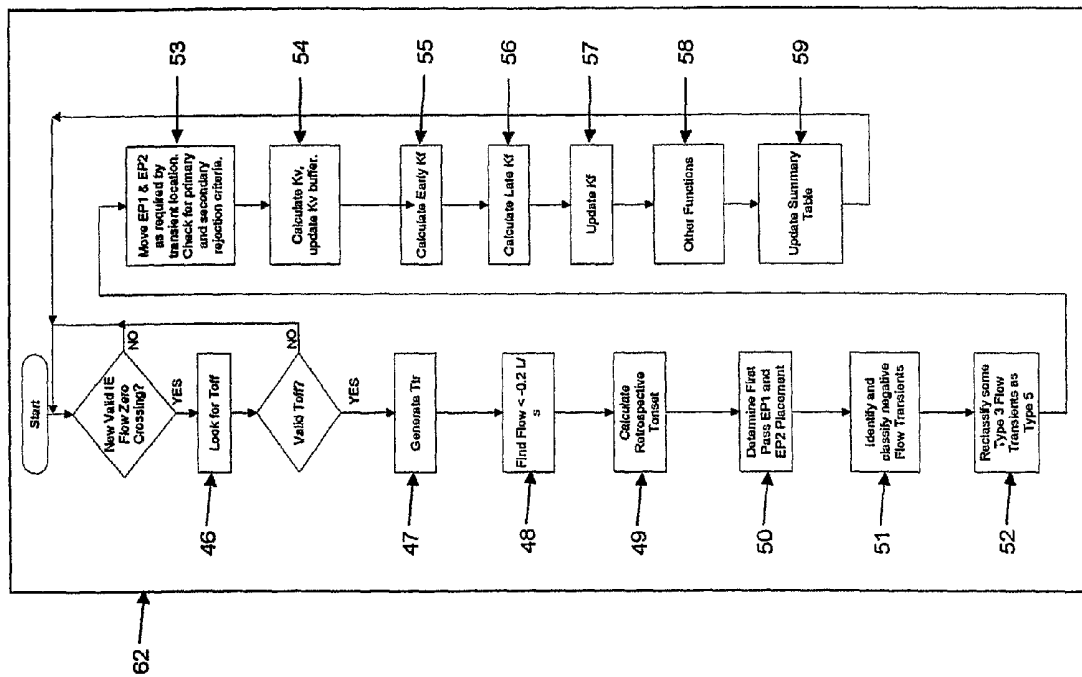 Start
New Valid IE
Flow Zero
Crossing?
NO
YES
46
Look for Toff
Valid Toff?
NO
YES
47
Generate Ttr
48
Find Flow < -0.2 L/
s
49
Calculate
Retrospective
Tonset
50
Determine First
Pass EP1 and
EP2 Placement
51
Identify and
classify negative
Flow Transients
52
Reclassify some
Type 3 Flow
Transients as
Type 5
53
Move EP1 & EP2
as required by
transient location.
Check for primary
and secondary
rejection criteria.
54
Calculate Kv,
update Kv buffer.
55
Calculate Early Kf
56
Calculate Late Kf
57
Update Kf
58
Other Functions
59
Update Summary
Table
62